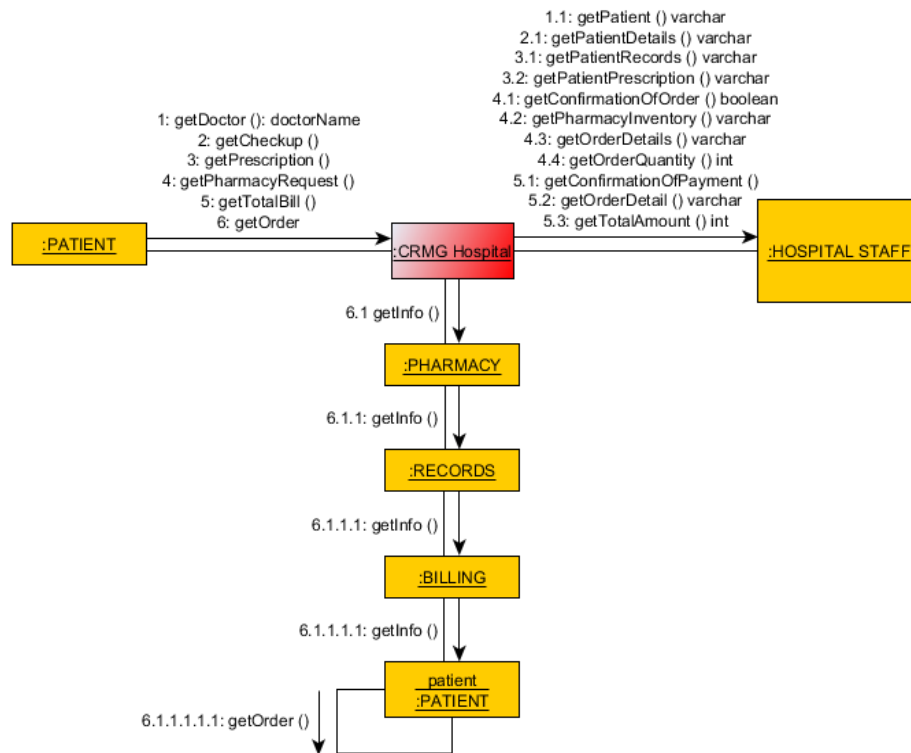 1.1: getPatient () varchar
2.1: getPatientDetails () varchar
3.1: getPatientRecords () varchar
3.2: getPatientPrescription () varchar
4.1: getConfirmationOfOrder () boolean
4.2: getPharmacyInventory () varchar
4.3: getOrderDetails () varchar
4.4: getOrderQuantity () int
5.1: getConfirmationOfPayment ()
5.2: getOrderDetail () varchar
5.3: getTotalAmount () int
1: getDoctor (): doctorName
2: getCheckup ()
3: getPrescription ()
4: getPharmacyRequest ()
5: getTotalBill ()
6: getOrder
:PATIENT
:CRMG Hospital
:HOSPITAL STAFF
6.1 getInfo ()
:PHARMACY
6.1.1: getInfo ()
:RECORDS
6.1.1.1: getInfo ()
:BILLING
6.1.1.1.1: getInfo ()
patient
:PATIENT
6.1.1.1.1.1: getOrder ()